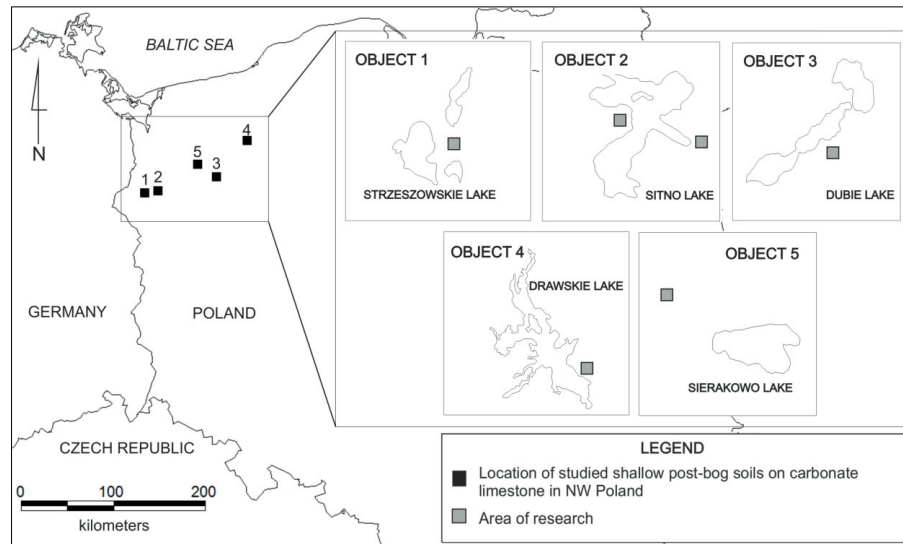 BALTIC SEA
N
4
5
3
1
2
GERMANY
POLAND
CZECH REPUBLIC
0
100
200
kilometers
OBJECT 1
STRZESZOWSKIE LAKE
OBJECT 2
SITNO LAKE
OBJECT 3
DUBIE LAKE
OBJECT 4
DRAWSKIE LAKE
OBJECT 5
SIERAKOWO LAKE
LEGEND
Location of studied shallow post-bog soils on carbonate
limestone in NW Poland
Area of research